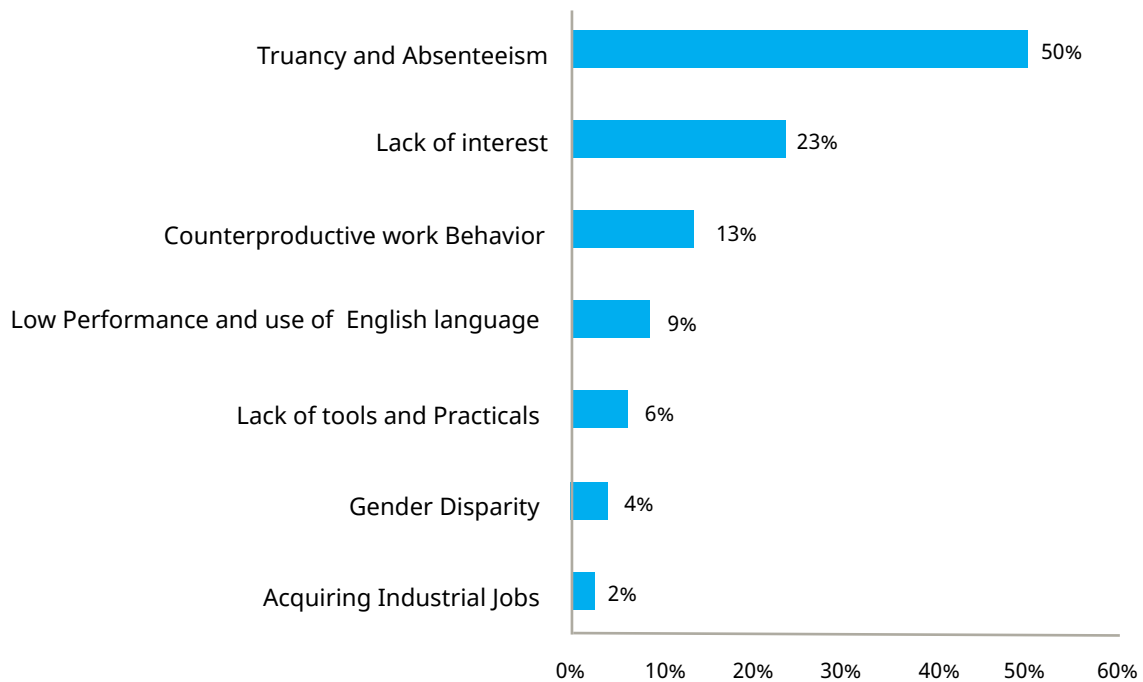 Truancy and Absenteeism 50%
Lack of interest 23%
Counterproductive work Behavior 13%
Low Performance and use of  English language 9%
Lack of tools and Practicals 6%
Gender Disparity 4%
Acquiring Industrial Jobs 2%
0% 10% 20% 30% 40% 50% 60%